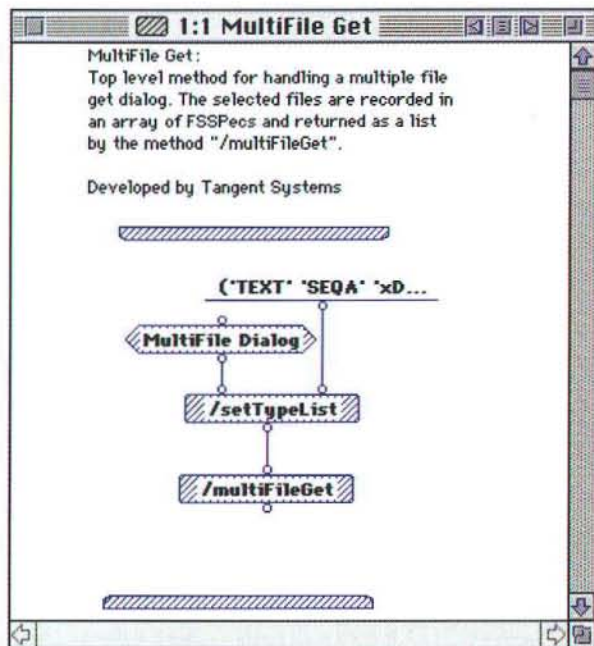 1:1 MultiFile Get
MultiFile Get:
Top level method for handling a multiple file
get dialog. The selected files are recorded in
an array of FSSPecs and returned as a list
by the method "/multiFileGet".
Developed by Tangent Systems
("TEXT" "SEQA" "xD...
MultiFile Dialog
/setTypeList
/multiFileGet